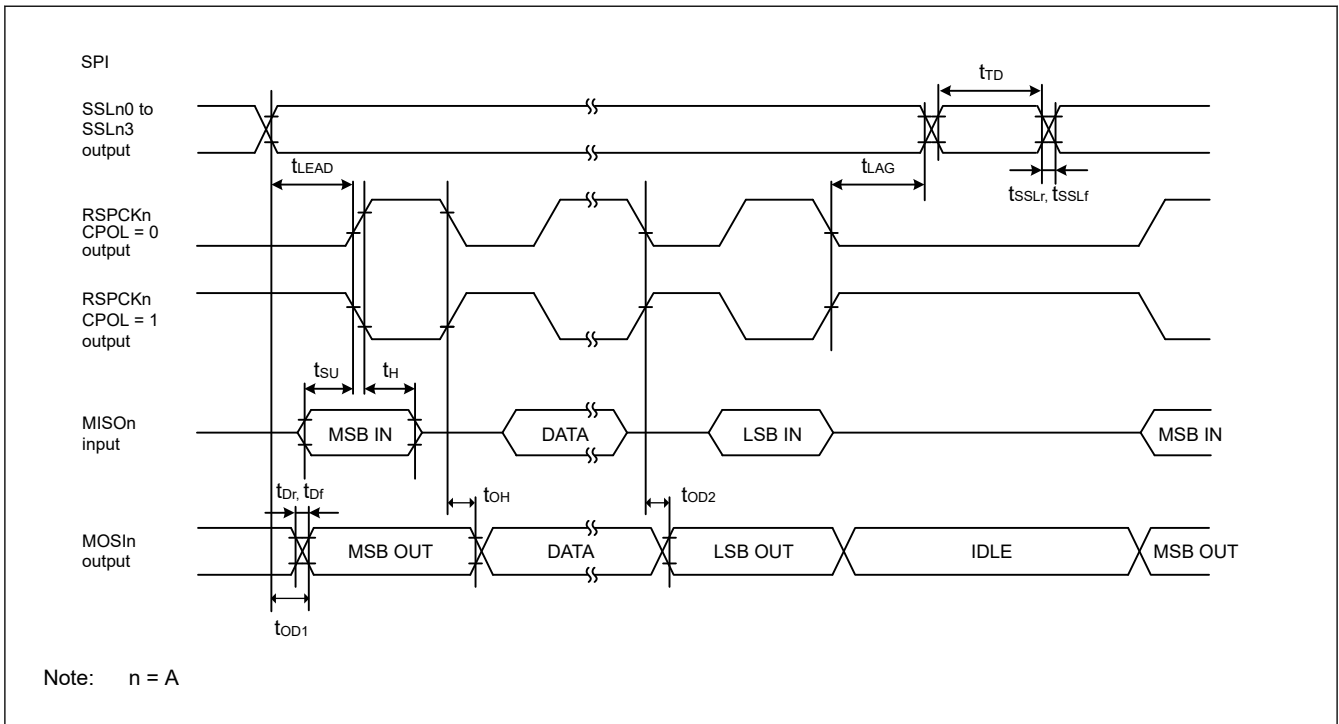 SPI
tTD
SSLn0 to
SSLn3
output
tLEAD
tLAG
tSSLr, tSSLf
RSPCKn
CPOL = 0
output
RSPCKn
CPOL = 1
output
tSU
tH
MISOn
input
MSB IN
DATA
LSB IN
MSB IN
tDr, tDf
tOH
tOD2
MOSIn
output
MSB OUT
DATA
LSB OUT
IDLE
MSB OUT
tOD1
Note: n = A